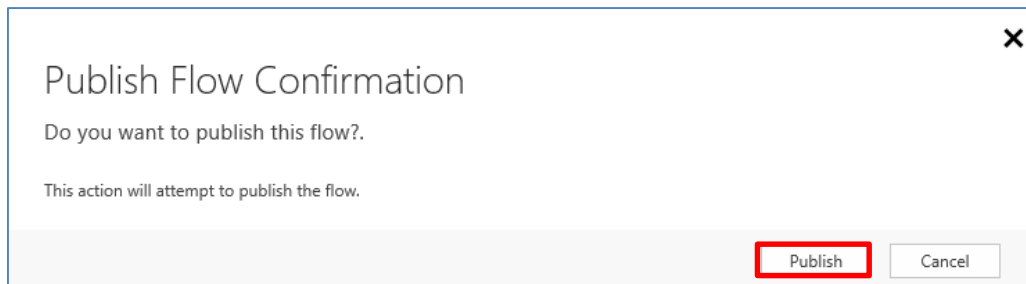 Publish Flow Confirmation
Do you want to publish this flow?.
This action will attempt to publish the flow.
Publish Cancel